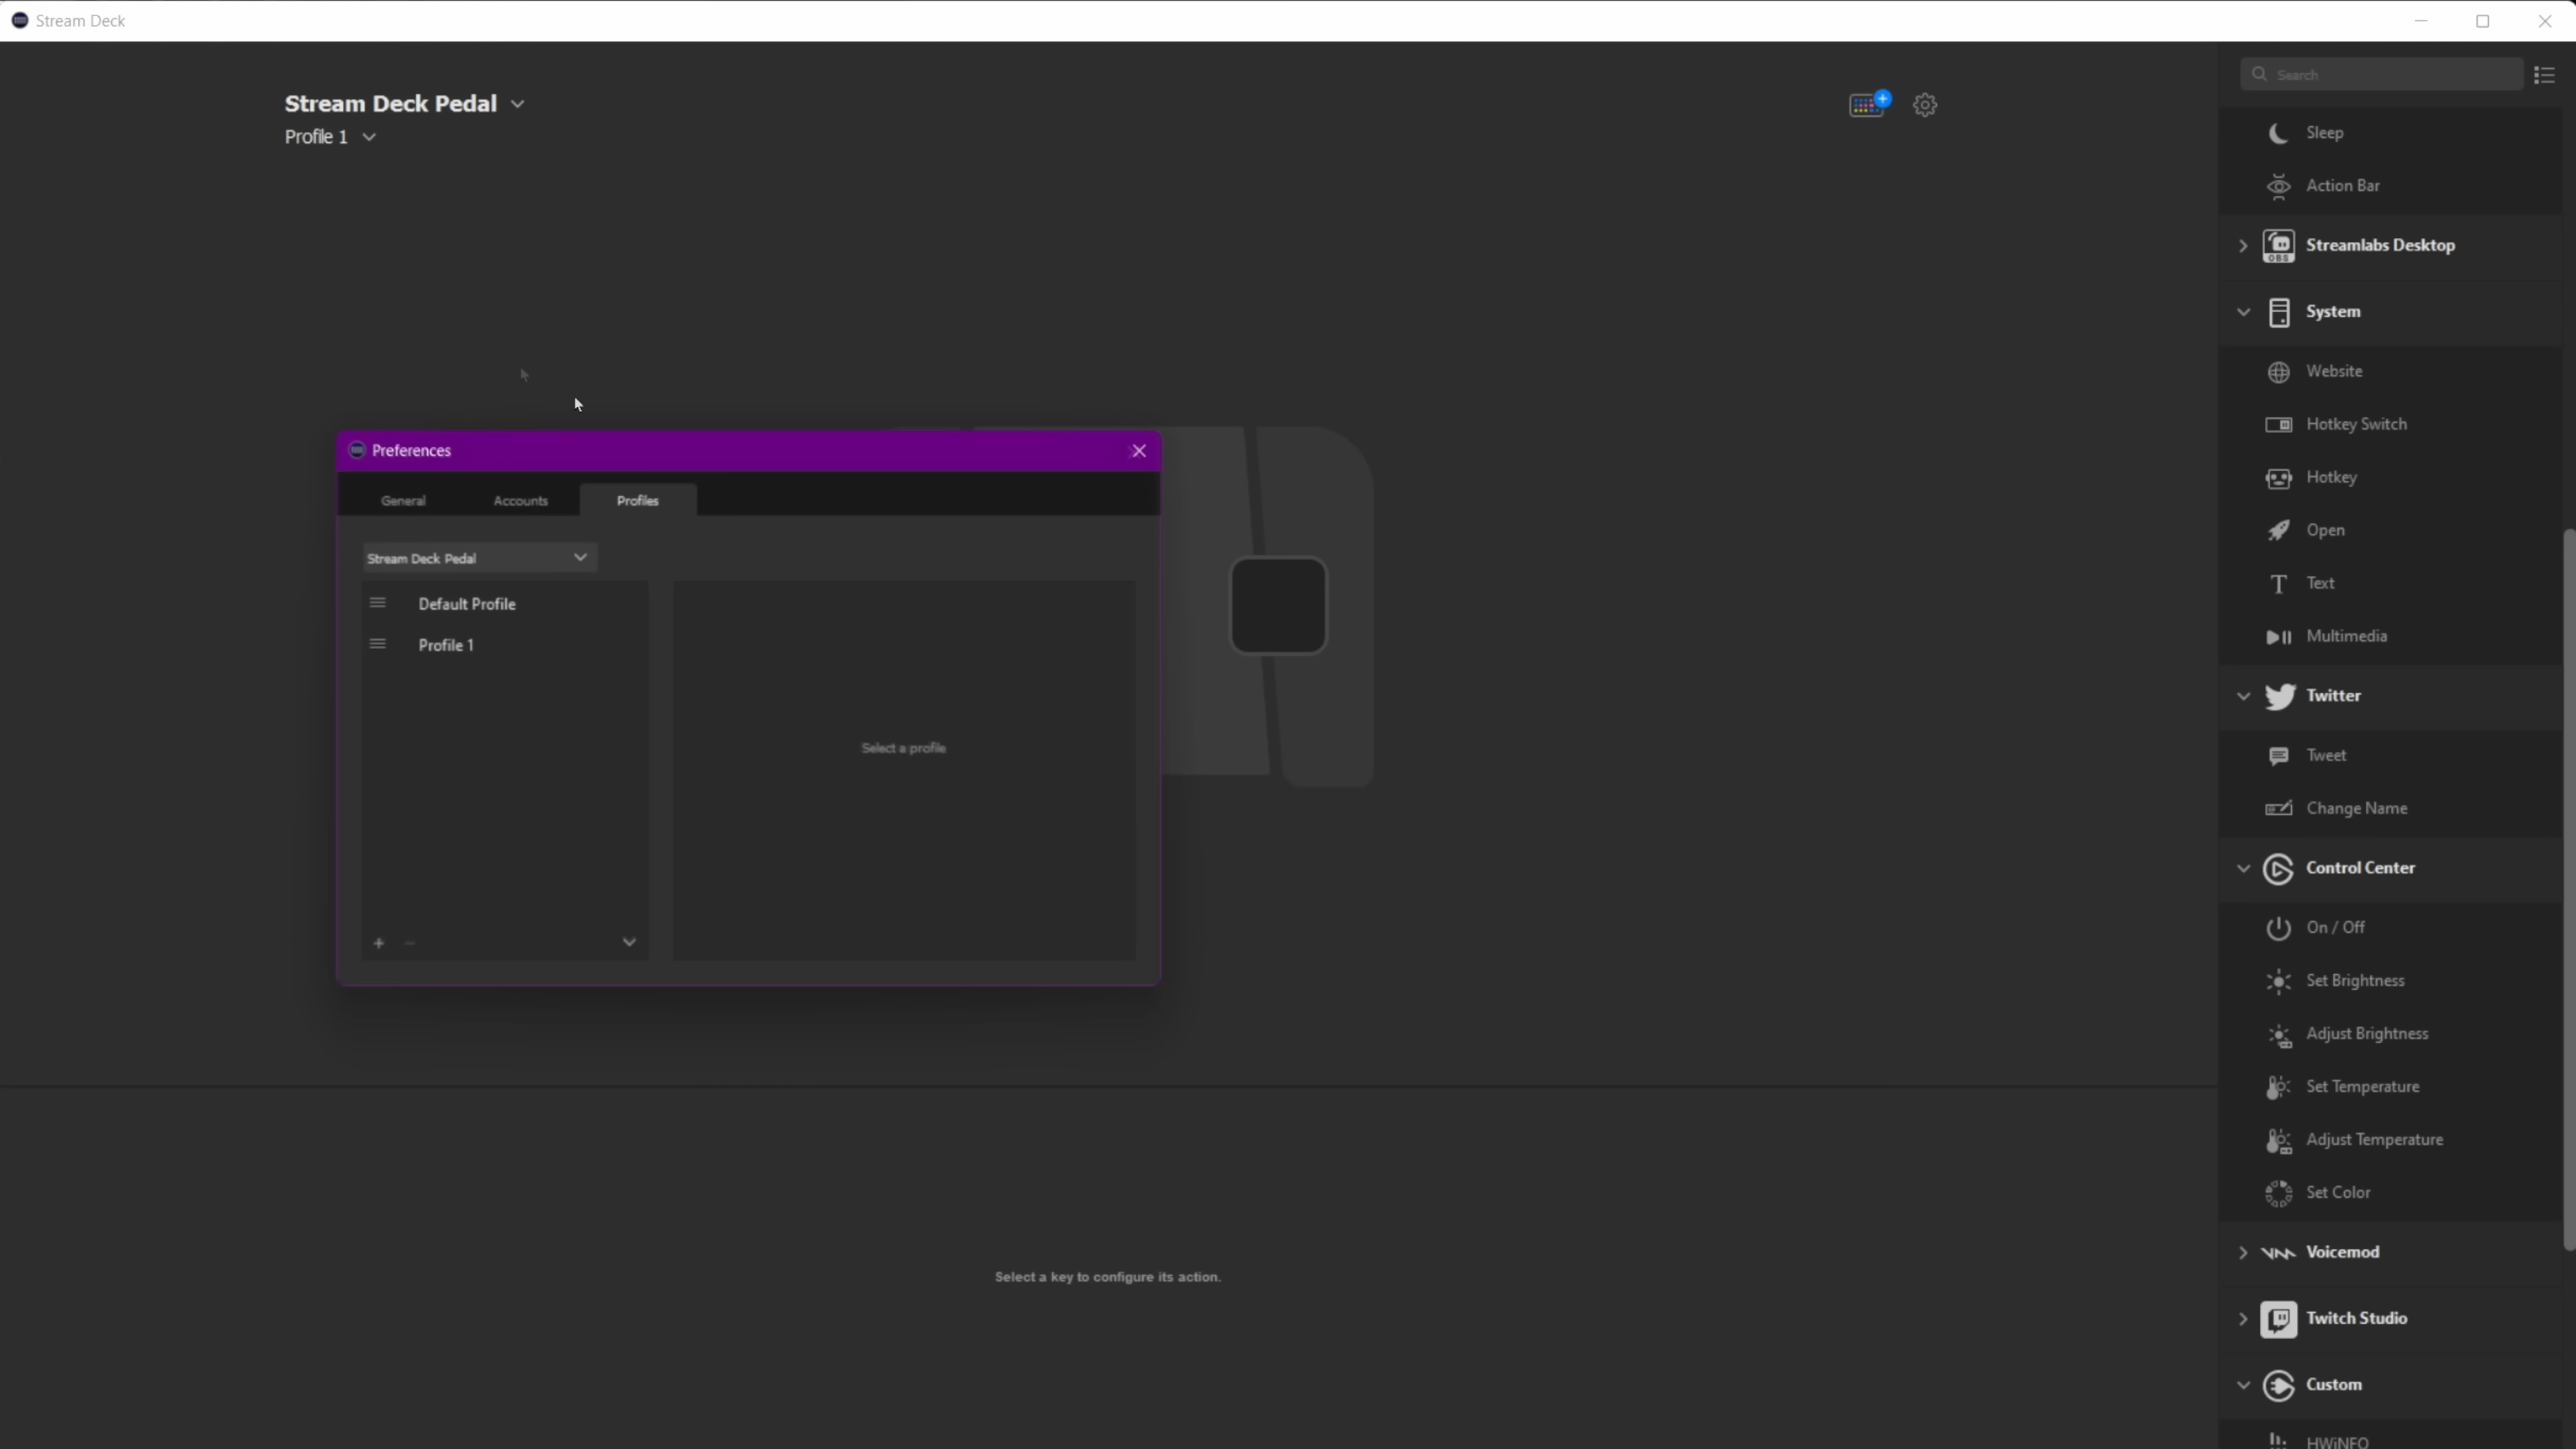 Stream Deck
Stream Deck Pedal
Profile 1
Preferences
General
Accounts
Profiles
Stream Deck Pedal
Default Profile
Profile 1
Select a profile
Select a key to configure its action.
Search
Sleep
Action Bar
OBS
Streamlabs Desktop
System
Website
Hotkey Switch
Hotkey
Open
Text
Multimedia
Twitter
Tweet
Change Name
Control Center
On / Off
Set Brightness
Adjust Brightness
Set Temperature
Adjust Temperature
Set Color
Voicemod
Twitch Studio
Custom
HWiNFO